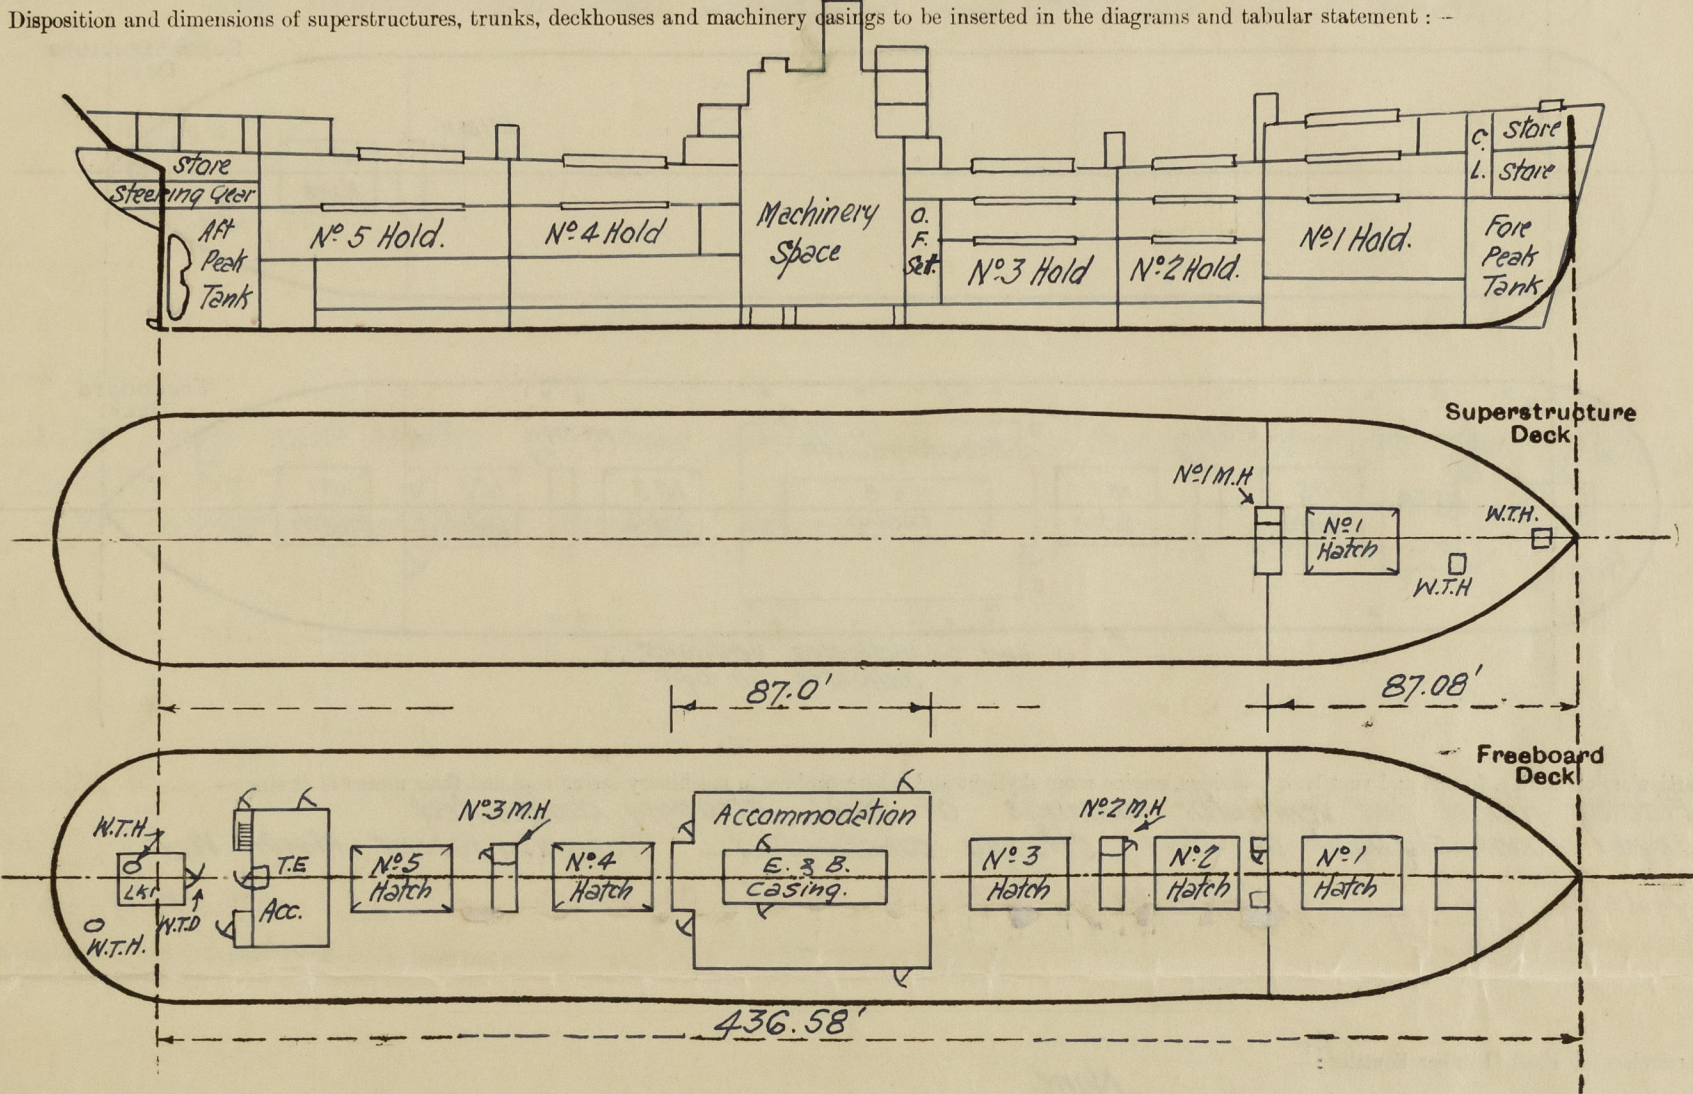 Disposition and dimensions of superstructures, trunks, deckhouses and machinery casings to be inserted in the diagrams and tabular statement : –
Store
Steering Gear
Aft
Peak
Tank
Nº 5 Hold.
Nº 4 Hold
Machinery
Space
O.
F.
Sett.
Nº 3 Hold
Nº 2 Hold.
Nº 1 Hold.
C.
L.
Store
Store
Fore
Peak
Tank
Superstructure
Deck
Nº 1 M.H
Nº 1
Hatch
W.T.H.
W.T.H
87.0'
87.08'
Freeboard
Deck
W.T.H
LKr
W.T.D
W.T.H.
T.E
Acc.
Nº 5
Hatch
Nº 3 M.H
Nº 4
Hatch
Accommodation
E. & B.
Casing.
Nº 3
Hatch
Nº 2 M.H
Nº 2
Hatch
Nº 1
Hatch
436.58'